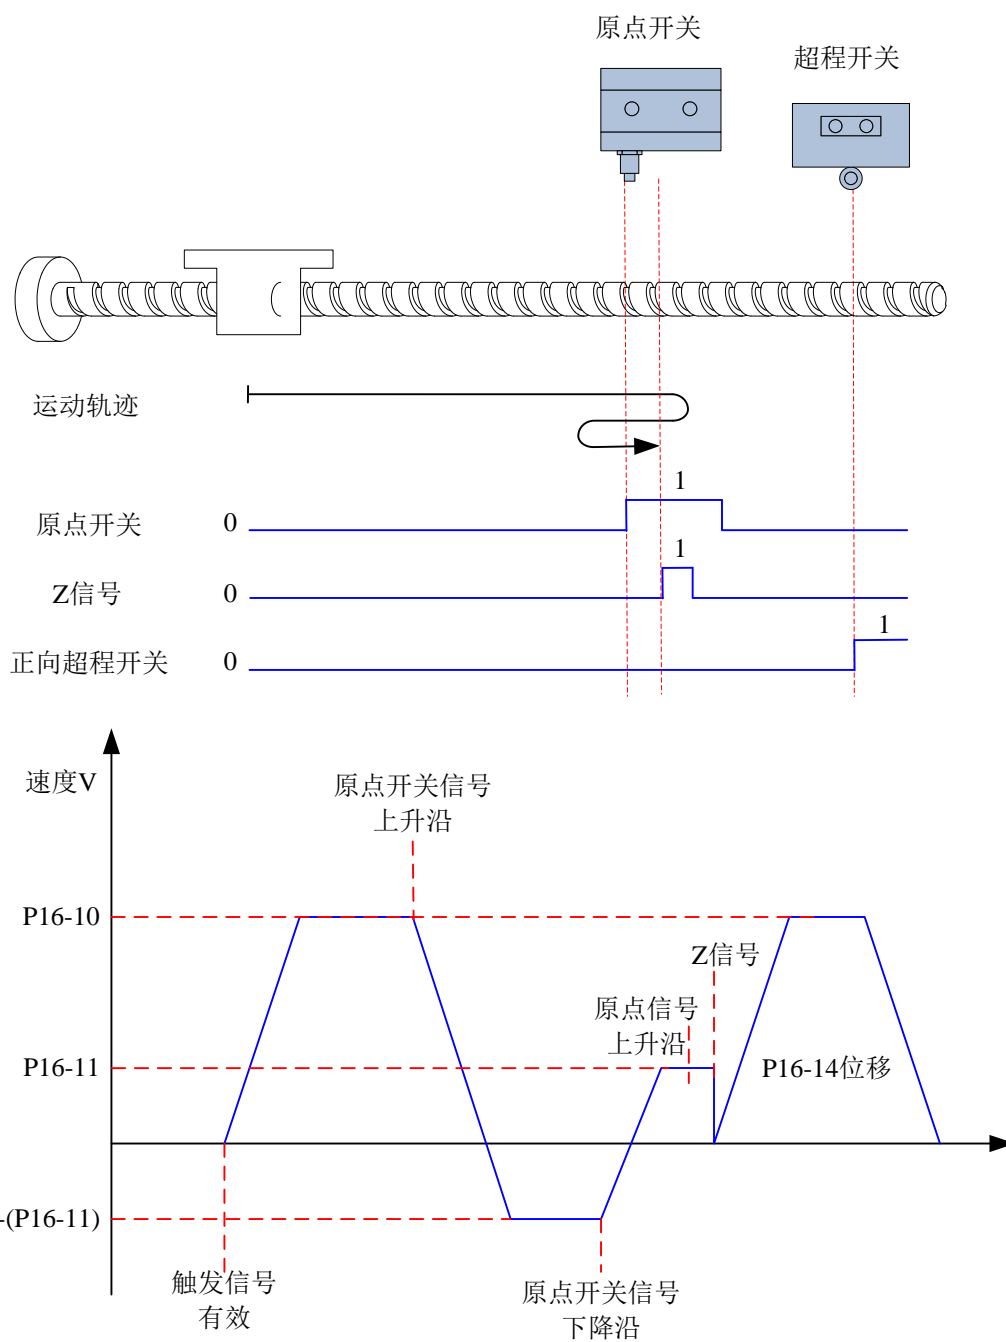 原点开关
超程开关
运动轨迹
1
原点开关
0
1
Z信号
0
1
正向超程开关
0
速度V
原点开关信号
上升沿
P16-10
Z信号
原点信号
上升沿
P16-11
P16-14位移
-(P16-11)
触发信号
有效
原点开关信号
下降沿